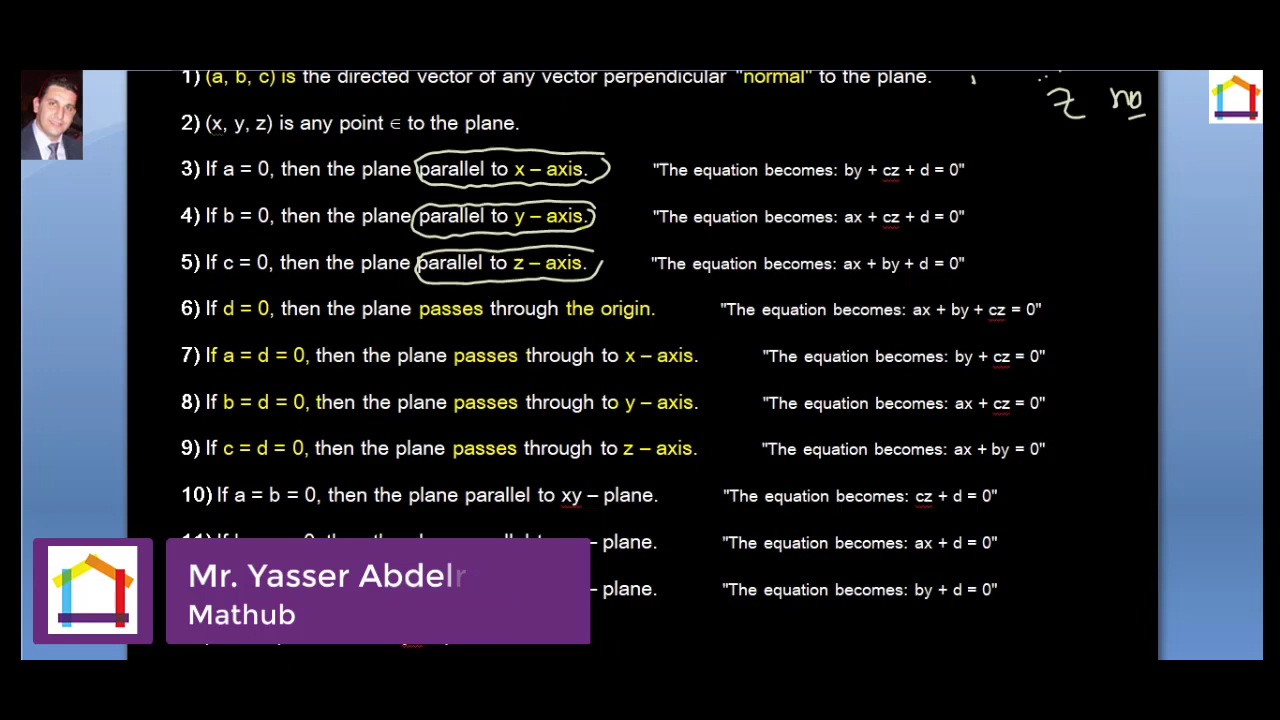 1) (a, b, c) is the directed vector of any vector perpendicular "normal" to the plane.
z no
2) (x, y, z) is any point ∈ to the plane.
3) If a = 0, then the plane parallel to x – axis. "The equation becomes: by + cz + d = 0"
4) If b = 0, then the plane parallel to y – axis. "The equation becomes: ax + cz + d = 0"
5) If c = 0, then the plane parallel to z – axis. "The equation becomes: ax + by + d = 0"
6) If d = 0, then the plane passes through the origin. "The equation becomes: ax + by + cz = 0"
7) If a = d = 0, then the plane passes through to x – axis. "The equation becomes: by + cz = 0"
8) If b = d = 0, then the plane passes through to y – axis. "The equation becomes: ax + cz = 0"
9) If c = d = 0, then the plane passes through to z – axis. "The equation becomes: ax + by = 0"
10) If a = b = 0, then the plane parallel to xy – plane. "The equation becomes: cz + d = 0"
– plane. "The equation becomes: ax + d = 0"
– plane. "The equation becomes: by + d = 0"
Mr. Yasser Abdelr
Mathub